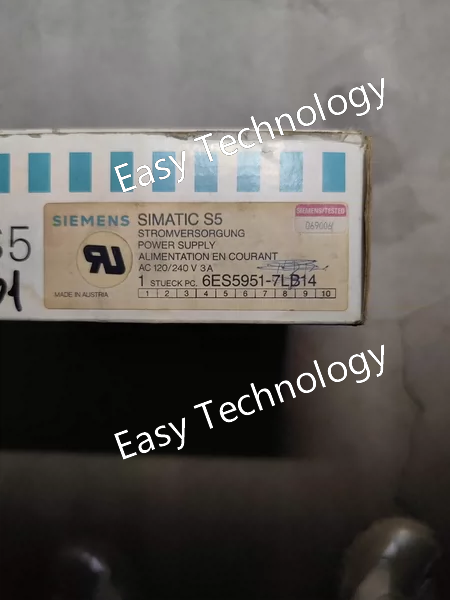 Easy Technology
SIEMENS SIMATIC S5
STROMVERSORGUNG
POWER SUPPLY
ALIMENTATION EN COURANT
AC 120/240 V 3 A
MADE IN AUSTRIA
1 STUECK PC. 6ES5951-7LB14
1 2 3 4 5 6 7 8 9 10
SIEMENS/TESTED
S5
Easy Technology